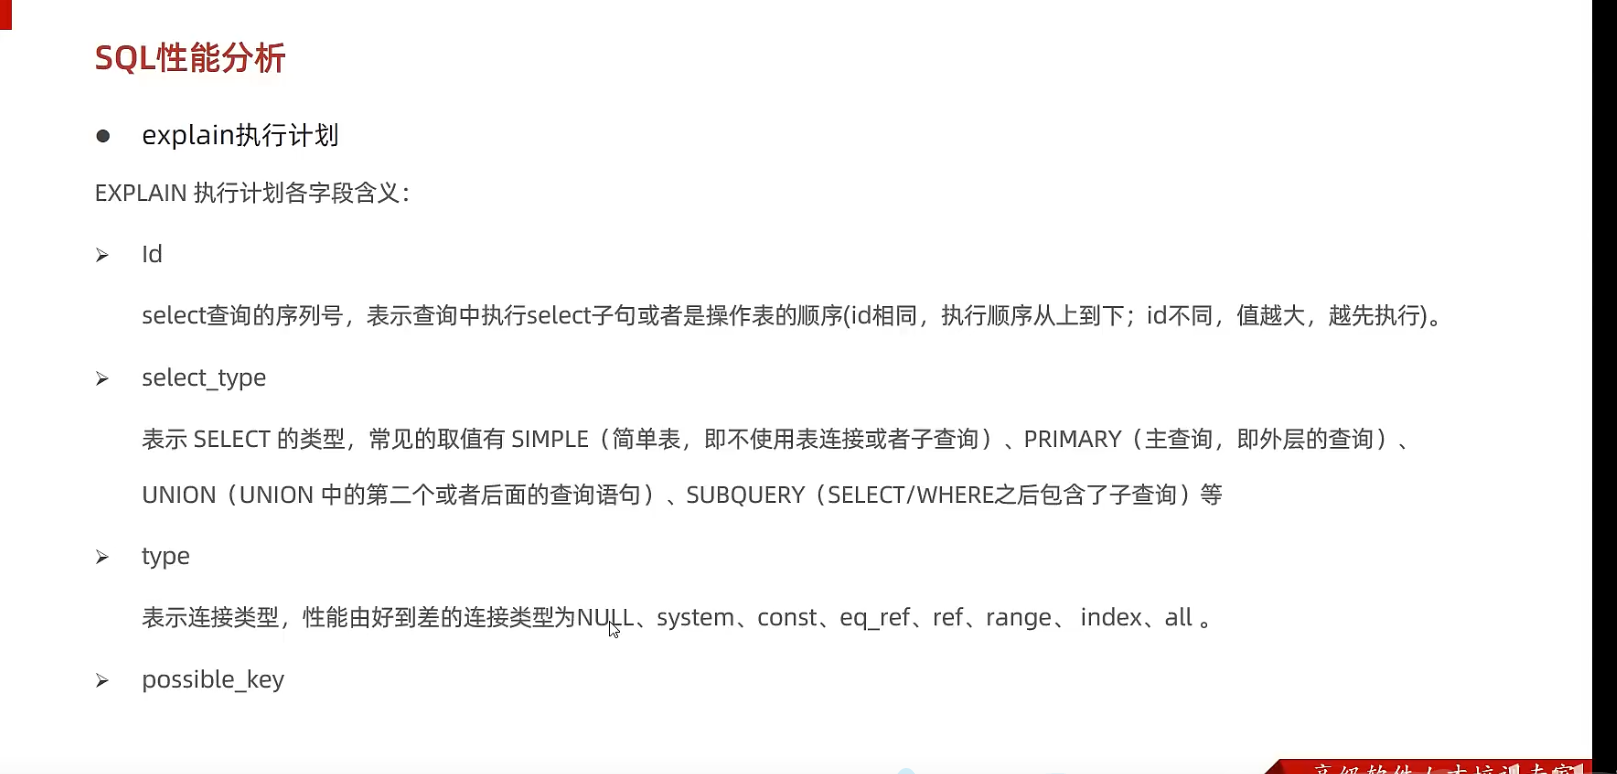 SQL性能分析
● explain执行计划
EXPLAIN 执行计划各字段含义：
➢ Id
select查询的序列号，表示查询中执行select子句或者是操作表的顺序(id相同，执行顺序从上到下；id不同，值越大，越先执行)。
➢ select_type
表示 SELECT 的类型，常见的取值有 SIMPLE（简单表，即不使用表连接或者子查询）、PRIMARY（主查询，即外层的查询）、
UNION（UNION 中的第二个或者后面的查询语句）、SUBQUERY（SELECT/WHERE之后包含了子查询）等
➢ type
表示连接类型，性能由好到差的连接类型为NULL、system、const、eq_ref、ref、range、 index、all 。
➢ possible_key